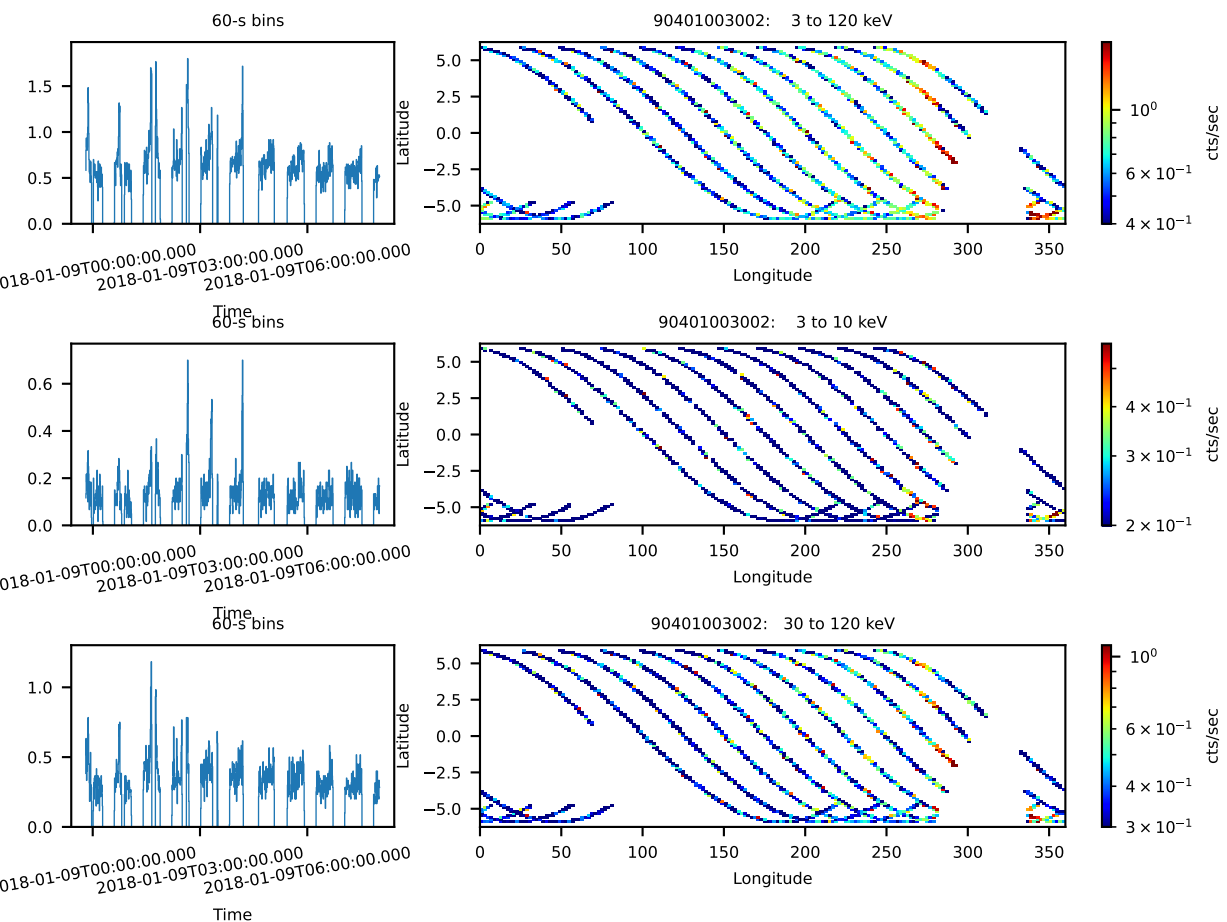 60-s bins
90401003002:    3 to 120 keV
1.5
1.0
0.5
0.0
Latitude
5.0
2.5
0.0
−2.5
−5.0
10⁰
6 × 10⁻¹
4 × 10⁻¹
cts/sec
0 50 100 150 200 250 300 350
Longitude
018-01-09T00:00:00.000
2018-01-09T03:00:00.000
2018-01-09T06:00:00.000
Time
60-s bins
90401003002:    3 to 10 keV
0.6
0.4
0.2
0.0
Latitude
5.0
2.5
0.0
−2.5
−5.0
4 × 10⁻¹
3 × 10⁻¹
2 × 10⁻¹
cts/sec
0 50 100 150 200 250 300 350
Longitude
018-01-09T00:00:00.000
2018-01-09T03:00:00.000
2018-01-09T06:00:00.000
Time
60-s bins
90401003002:   30 to 120 keV
1.0
0.5
0.0
Latitude
5.0
2.5
0.0
−2.5
−5.0
10⁰
6 × 10⁻¹
4 × 10⁻¹
3 × 10⁻¹
cts/sec
0 50 100 150 200 250 300 350
Longitude
018-01-09T00:00:00.000
2018-01-09T03:00:00.000
2018-01-09T06:00:00.000
Time